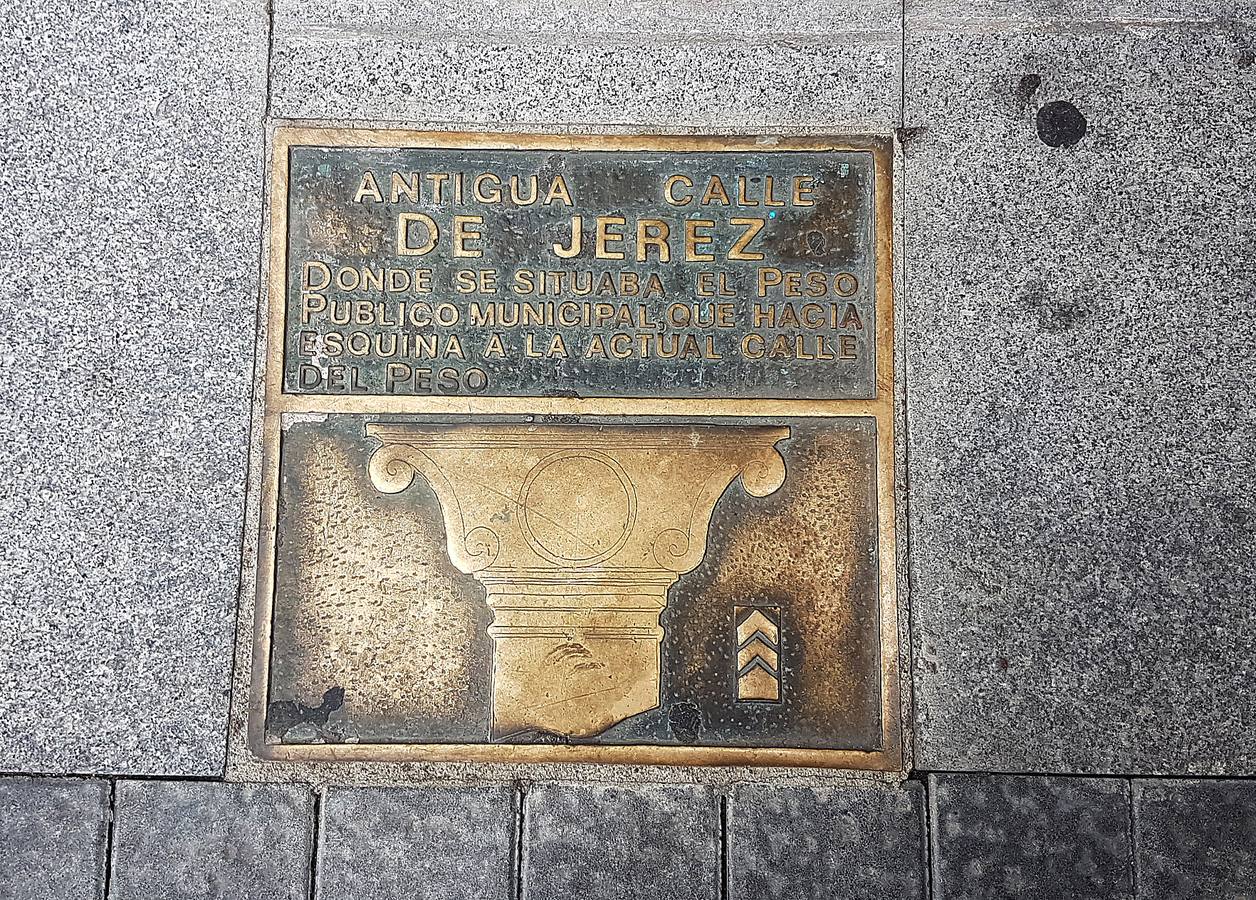 ANTIGUA CALLE
DE JEREZ
DONDE SE SITUABA EL PESO
PUBLICO MUNICIPAL, QUE HACIA
ESQUINA A LA ACTUAL CALLE
DEL PESO